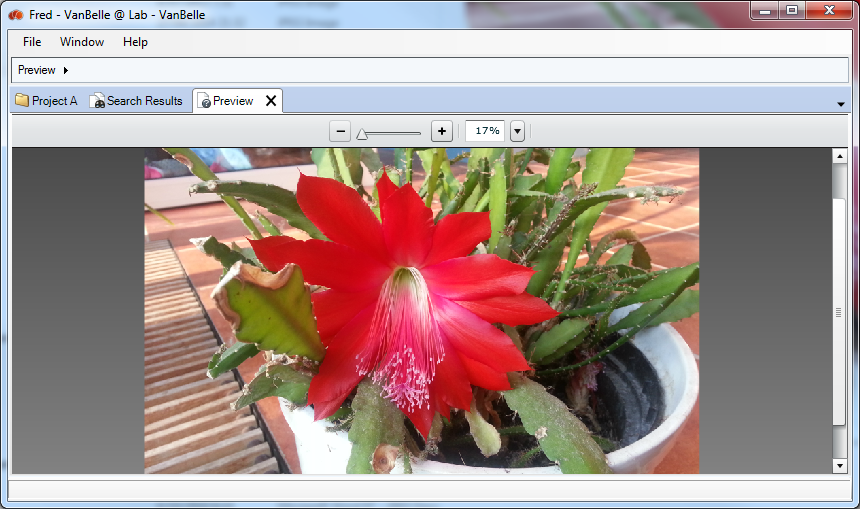 Fred - VanBelle @ Lab - VanBelle
File Window Help
Preview
Project A Search Results Preview
17%